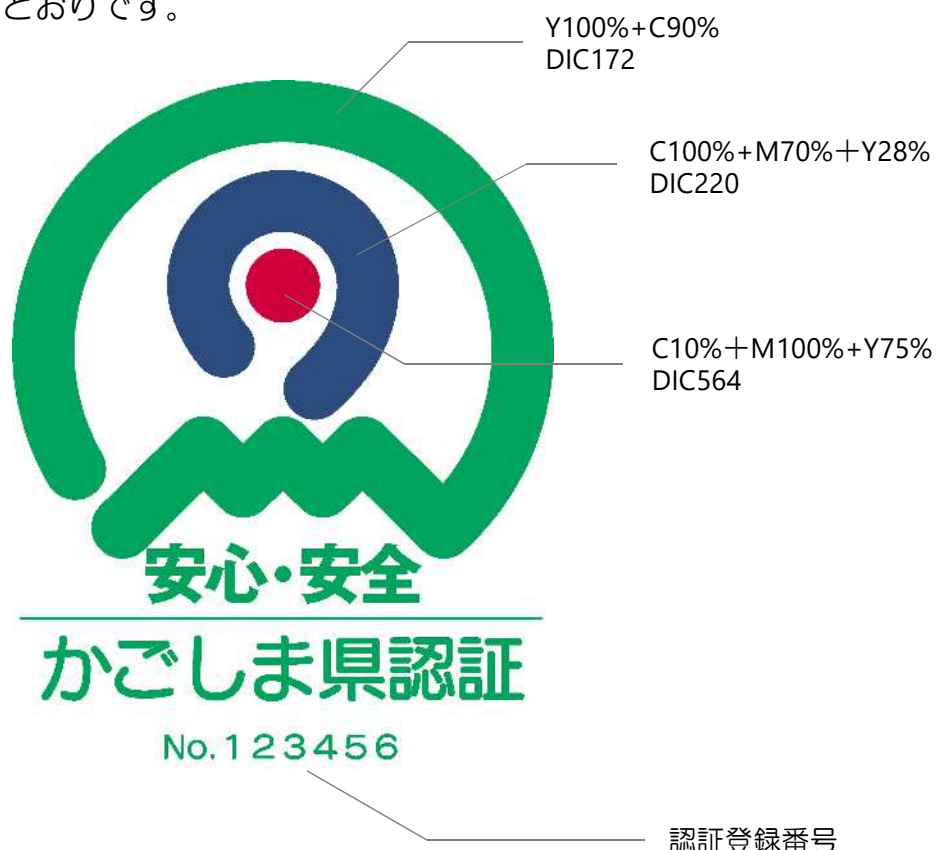 とおりです。
Y100%+C90%
DIC172
C100%+M70%＋Y28%
DIC220
C10%＋M100%+Y75%
DIC564
安心・安全
かごしま県認証
No.123456
認証登録番号